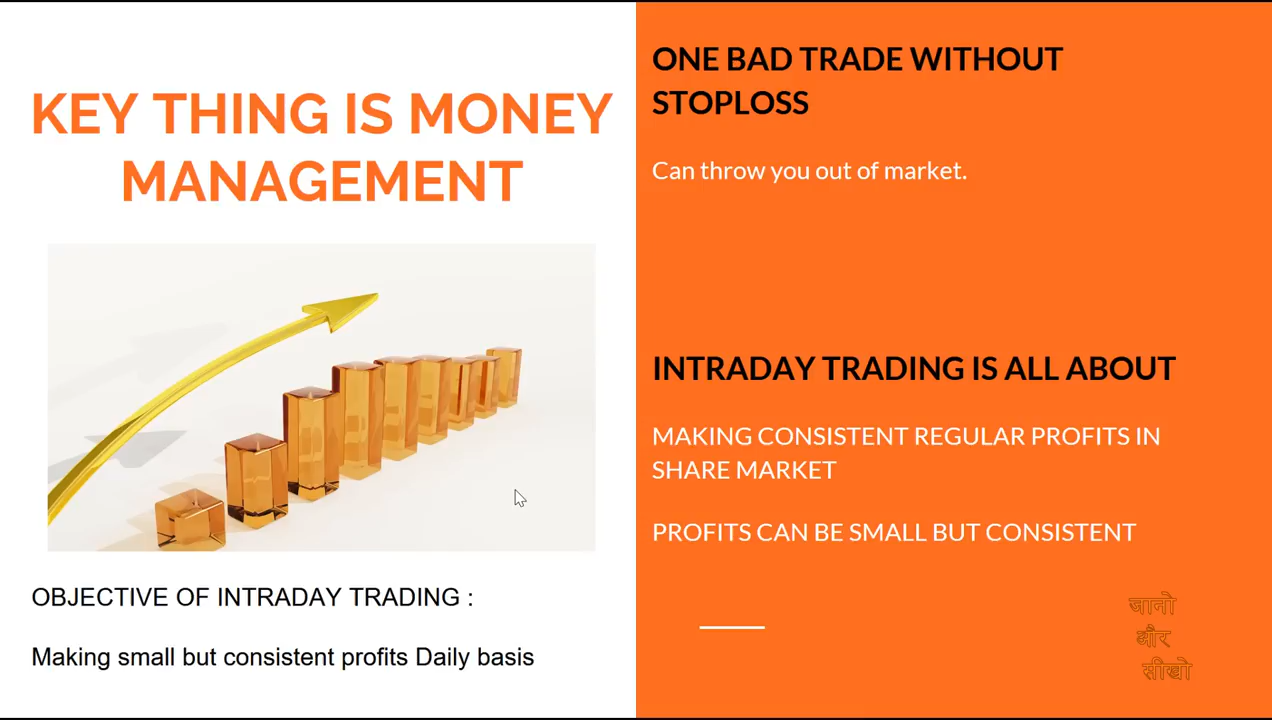 KEY THING IS MONEY
MANAGEMENT
OBJECTIVE OF INTRADAY TRADING :
Making small but consistent profits Daily basis
ONE BAD TRADE WITHOUT
STOPLOSS
Can throw you out of market.
INTRADAY TRADING IS ALL ABOUT
MAKING CONSISTENT REGULAR PROFITS IN
SHARE MARKET
PROFITS CAN BE SMALL BUT CONSISTENT
जानो
और
सीखो